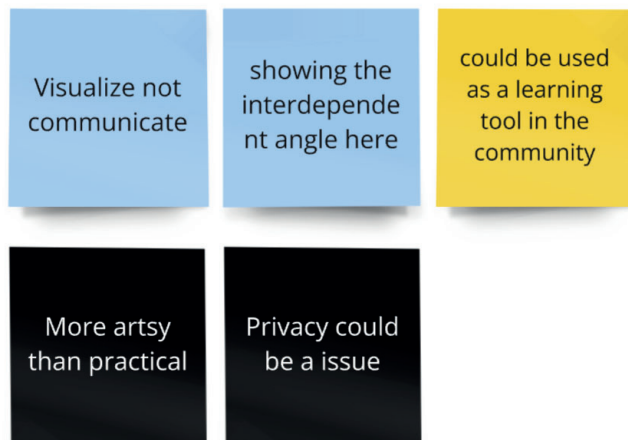 Visualize not
communicate
showing the
interdepende
nt angle here
could be used
as a learning
tool in the
community
More artsy
than practical
Privacy could
be a issue